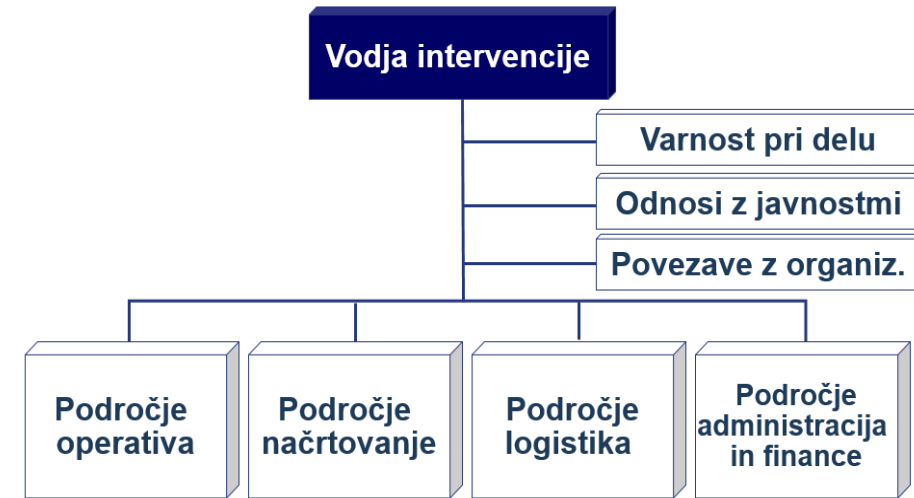 Vodja intervencije
Varnost pri delu
Odnosi z javnostmi
Povezave z organiz.
Področje
operativa
Področje
načrtovanje
Področje
logistika
Področje
administracija
in finance